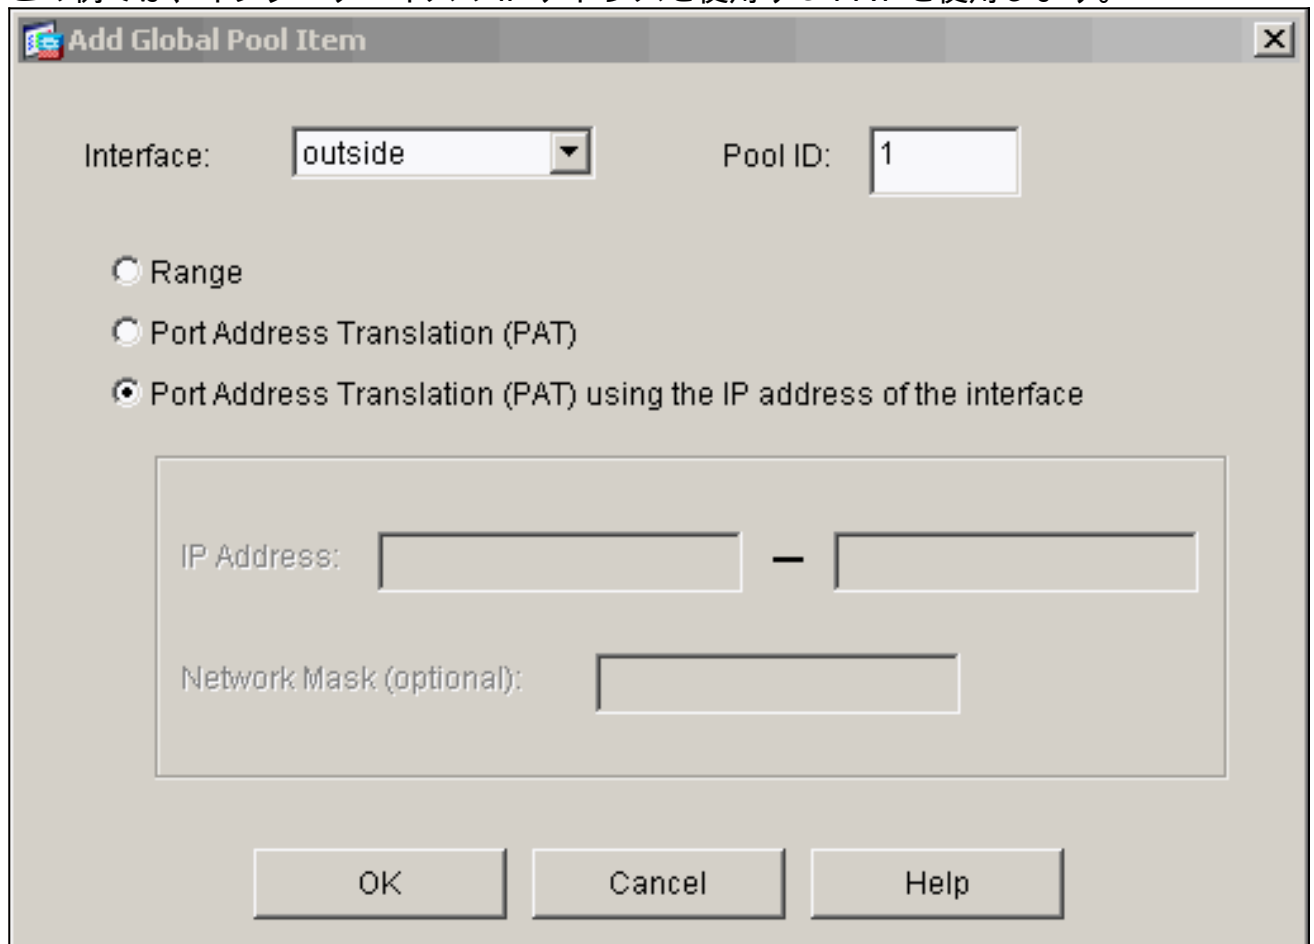 Add Global Pool Item
Interface: outside Pool ID: 1
Range
Port Address Translation (PAT)
Port Address Translation (PAT) using the IP address of the interface
IP Address: –
Network Mask (optional):
OK Cancel Help